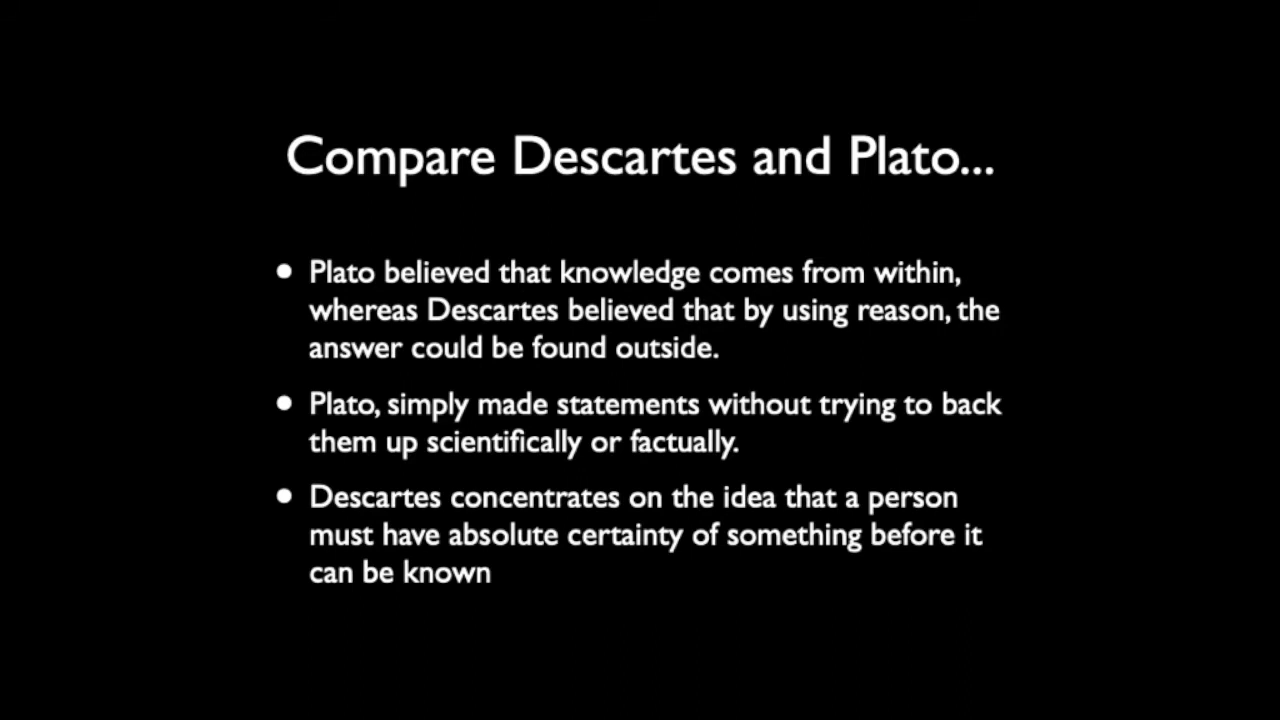 Compare Descartes and Plato...
• Plato believed that knowledge comes from within,
whereas Descartes believed that by using reason, the
answer could be found outside.
• Plato, simply made statements without trying to back
them up scientifically or factually.
• Descartes concentrates on the idea that a person
must have absolute certainty of something before it
can be known